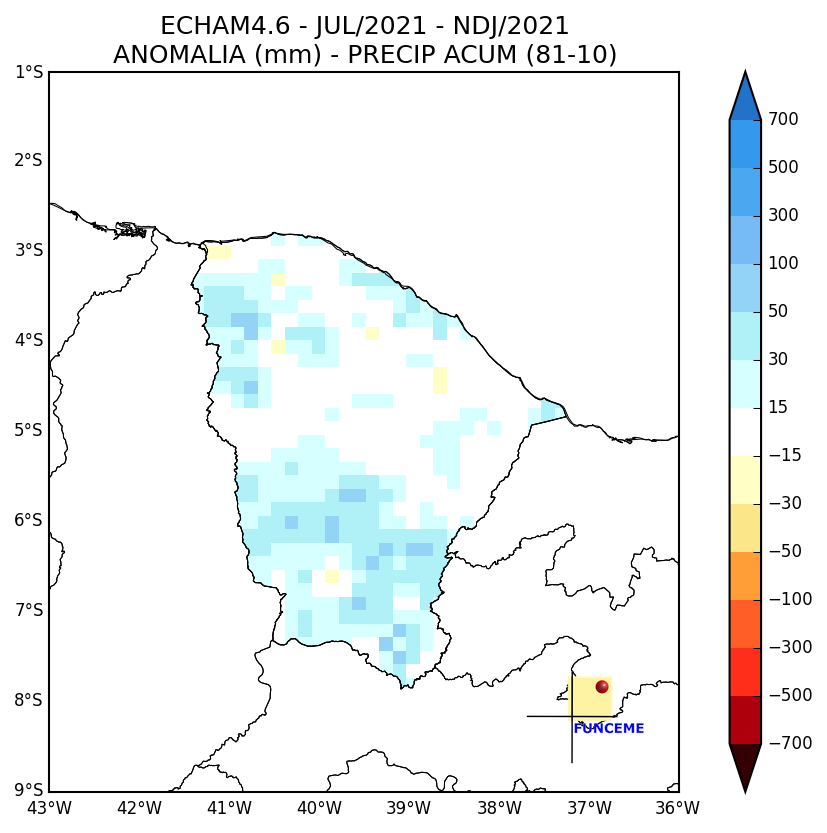 ECHAM4.6 - JUL/2021 - NDJ/2021
ANOMALIA (mm) - PRECIP ACUM (81-10)
1°S
2°S
3°S
4°S
5°S
6°S
7°S
8°S
9°S
43°W 42°W 41°W 40°W 39°W 38°W 37°W 36°W
FUNCEME
700
500
300
100
50
30
15
−15
−30
−50
−100
−300
−500
−700